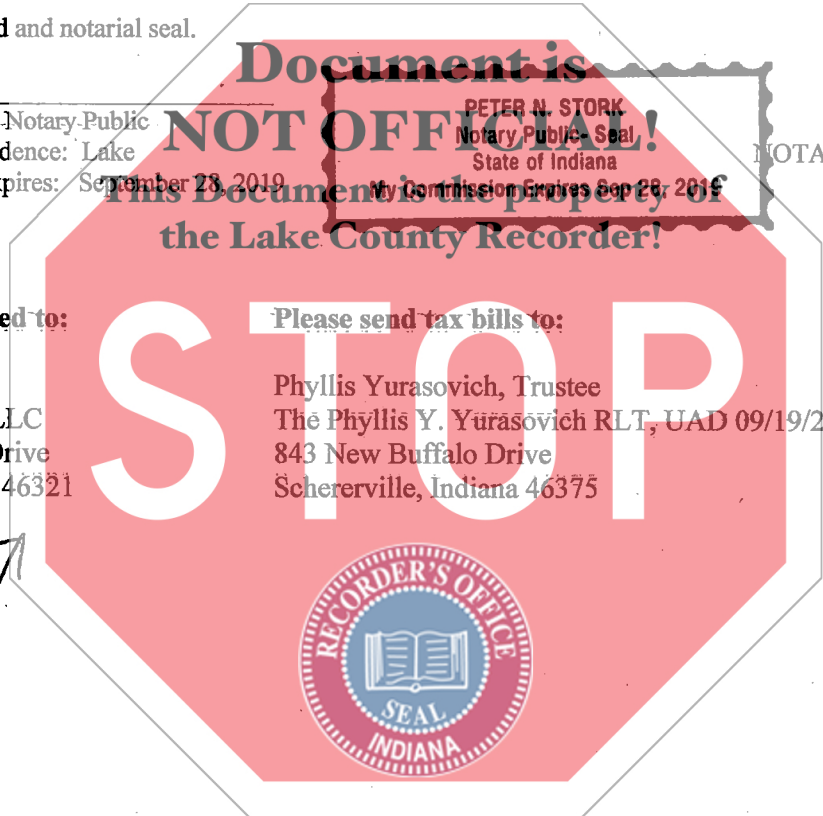 d and notarial seal.
Document is
NOT OFFICIAL!
This Document is the property of
the Lake County Recorder!
Notary Public
dence: Lake
pires: September 28, 2019
PETER N. STORK
Notary Public- Seal
State of Indiana
My Commission Expires Sep 28, 2019
NOTA
ed to:
Please send tax bills to:
LLC
Drive
46321
Phyllis Yurasovich, Trustee
The Phyllis Y. Yurasovich RLT, UAD 09/19/2
843 New Buffalo Drive
Schererville, Indiana 46375
STOP
RECORDER'S OFFICE
SEAL
INDIANA